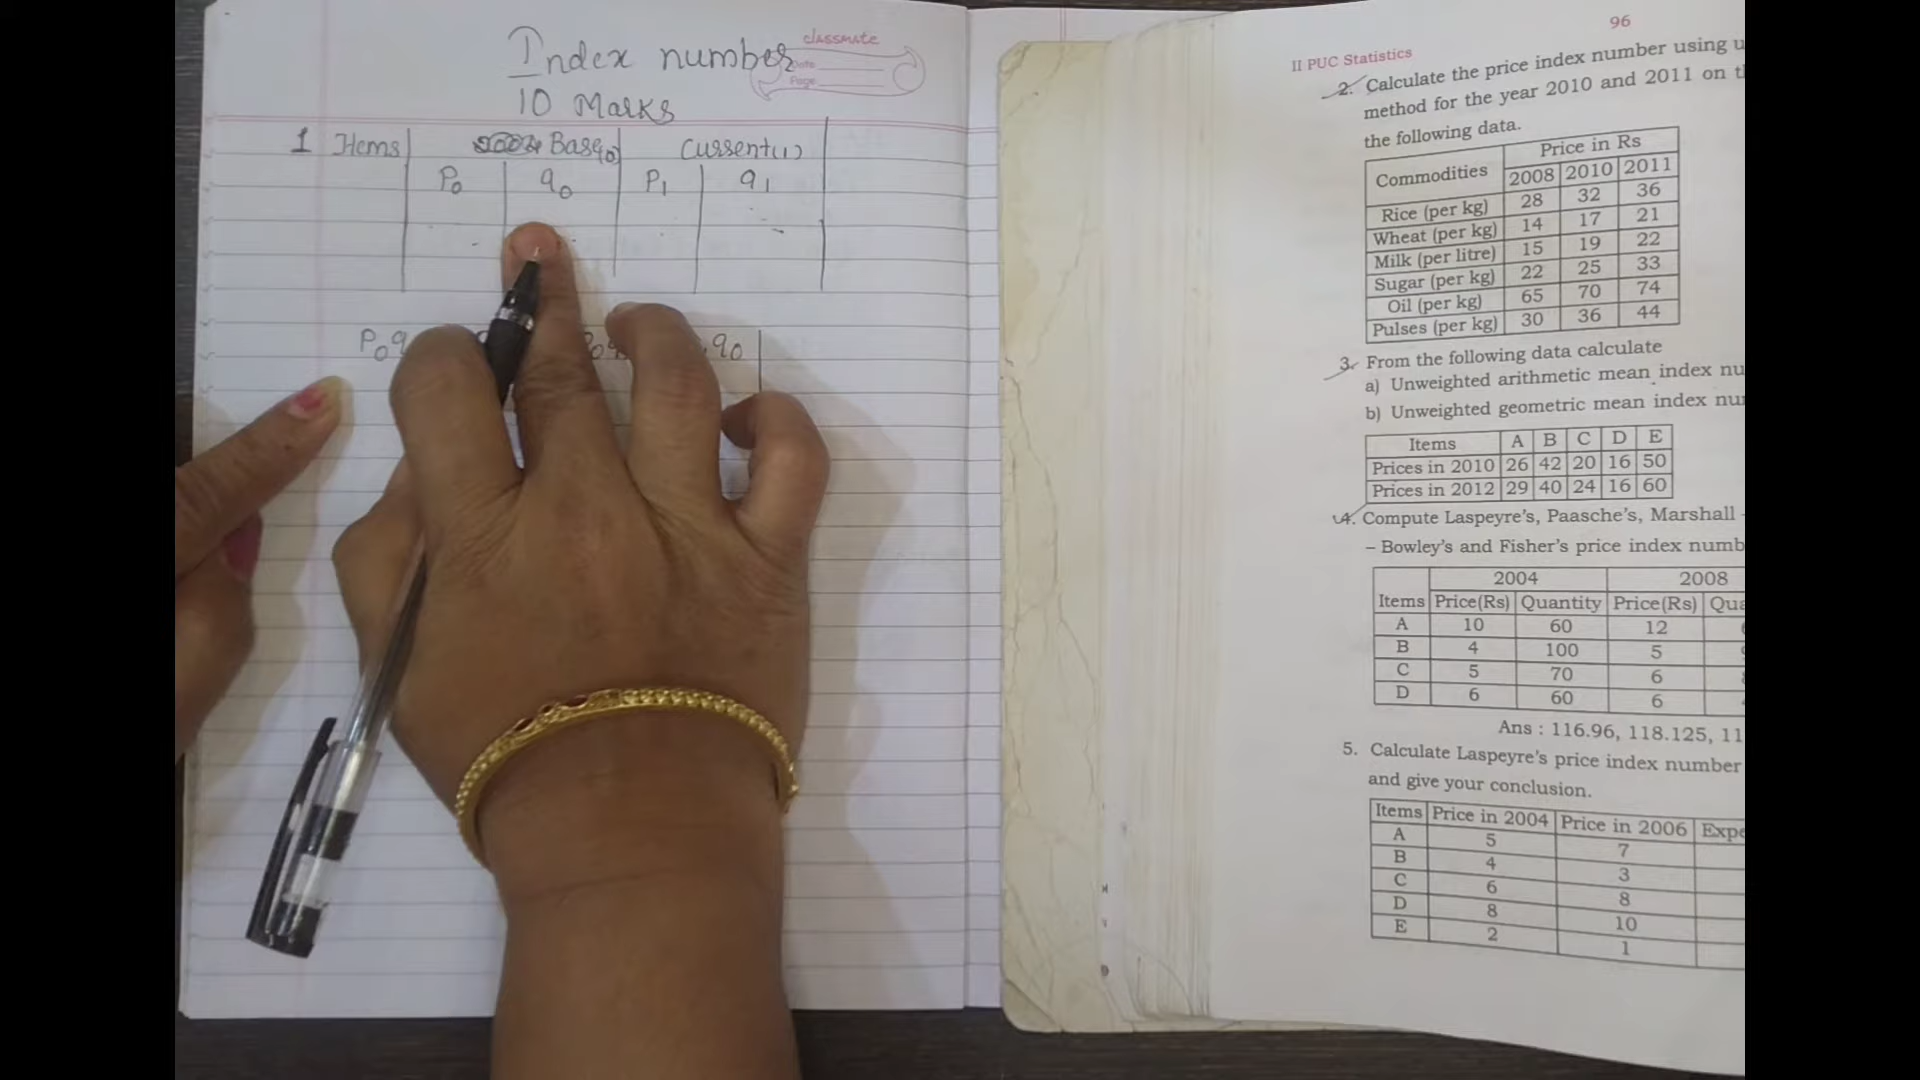 classmate
Date
Page
Index number
10 Marks
1 Items Base(0) Current(1)
P0 q0 P1 q1
P0q q0
96
II PUC Statistics
2. Calculate the price index number using
method for the year 2010 and 2011 on
the following data.
Commodities Price in Rs
2008 2010 2011
Rice (per kg) 28 32 36
Wheat (per kg) 14 17 21
Milk (per litre) 15 19 22
Sugar (per kg) 22 25 33
Oil (per kg) 65 70 74
Pulses (per kg) 30 36 44
3. From the following data calculate
a) Unweighted arithmetic mean index
b) Unweighted geometric mean index
Items A B C D E
Prices in 2010 26 42 20 16 50
Prices in 2012 29 40 24 16 60
4. Compute Laspeyre's, Paasche's, Marshall -
– Bowley's and Fisher's price index
2004 2008
Items Price(Rs) Quantity Price(Rs)
A 10 60 12
B 4 100 5
C 5 70 6
D 6 60 6
Ans : 116.96, 118.125, 11
5. Calculate Laspeyre's price index number
and give your conclusion.
Items Price in 2004 Price in 2006
A 5 7
B 4 3
C 6 8
D 8 10
E 2 1